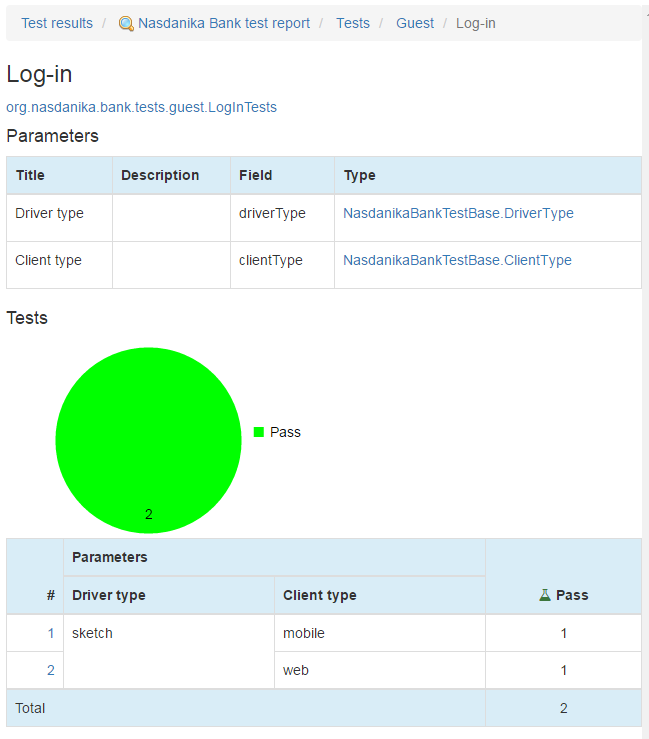 Test results / Nasdanika Bank test report / Tests / Guest / Log-in
Log-in
org.nasdanika.bank.tests.guest.LogInTests
Parameters
Title Description Field Type
Driver type driverType NasdanikaBankTestBase.DriverType
Client type clientType NasdanikaBankTestBase.ClientType
Tests
Pass
2
Parameters
# Driver type Client type Pass
1 sketch mobile 1
2 web 1
Total 2